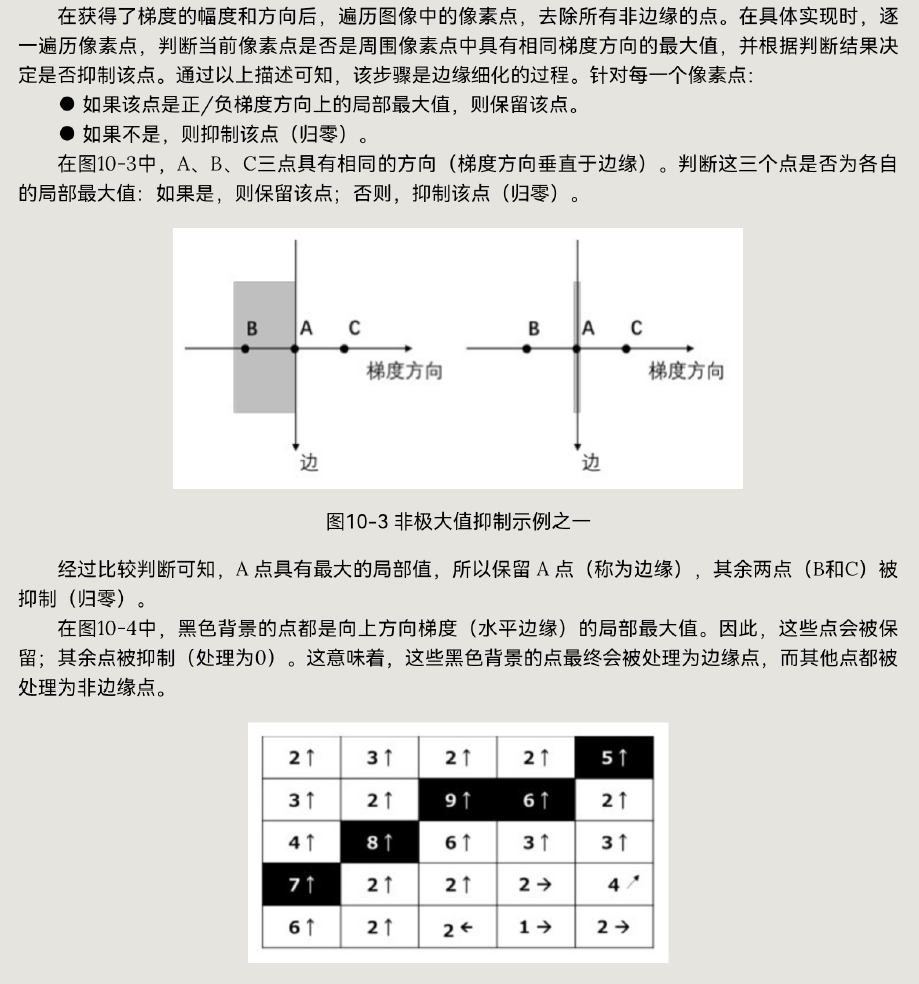 在获得了梯度的幅度和方向后，遍历图像中的像素点，去除所有非边缘的点。在具体实现时，逐
一遍历像素点，判断当前像素点是否是周围像素点中具有相同梯度方向的最大值，并根据判断结果决
定是否抑制该点。通过以上描述可知，该步骤是边缘细化的过程。针对每一个像素点：
● 如果该点是正/负梯度方向上的局部最大值，则保留该点。
● 如果不是，则抑制该点（归零）。
在图10-3中，A、B、C三点具有相同的方向（梯度方向垂直于边缘）。判断这三个点是否为各自
的局部最大值：如果是，则保留该点；否则，抑制该点（归零）。
B A C B A C
梯度方向 梯度方向
边 边
图10-3 非极大值抑制示例之一
经过比较判断可知，A 点具有最大的局部值，所以保留 A 点（称为边缘），其余两点（B和C）被
抑制（归零）。
在图10-4中，黑色背景的点都是向上方向梯度（水平边缘）的局部最大值。因此，这些点会被保
留；其余点被抑制（处理为0）。这意味着，这些黑色背景的点最终会被处理为边缘点，而其他点都被
处理为非边缘点。
2↑ 3↑ 2↑ 2↑ 5↑
3↑ 2↑ 9↑ 6↑ 2↑
4↑ 8↑ 6↑ 3↑ 3↑
7↑ 2↑ 2↑ 2→ 4↗
6↑ 2↑ 2← 1→ 2→